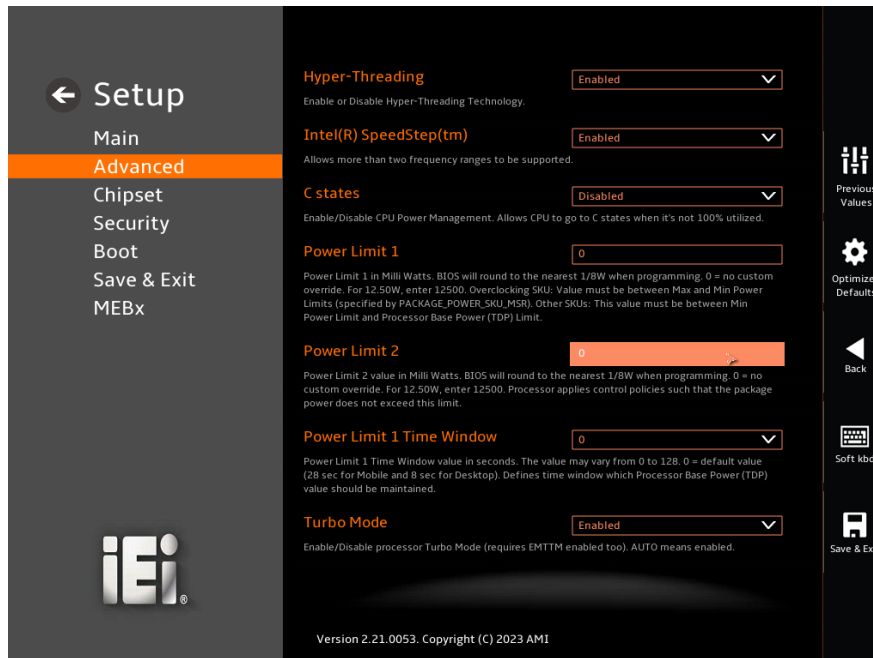 Setup
Main
Advanced
Chipset
Security
Boot
Save & Exit
MEBx
iEi®
Hyper-Threading
Enabled
Enable or Disable Hyper-Threading Technology.
Intel(R) SpeedStep(tm)
Enabled
Allows more than two frequency ranges to be supported.
C states
Disabled
Enable/Disable CPU Power Management. Allows CPU to go to C states when it's not 100% utilized.
Power Limit 1
0
Power Limit 1 in Milli Watts. BIOS will round to the nearest 1/8W when programming. 0 = no custom
override. For 12.50W, enter 12500. Overclocking SKU: Value must be between Max and Min Power
Limits (specified by PACKAGE_POWER_SKU_MSR). Other SKUs: This value must be between Min
Power Limit and Processor Base Power (TDP) Limit.
Power Limit 2
0
Power Limit 2 value in Milli Watts. BIOS will round to the nearest 1/8W when programming. 0 = no
custom override. For 12.50W, enter 12500. Processor applies control policies such that the package
power does not exceed this limit.
Power Limit 1 Time Window
0
Power Limit 1 Time Window value in seconds. The value may vary from 0 to 128. 0 = default value
(28 sec for Mobile and 8 sec for Desktop). Defines time window which Processor Base Power (TDP)
value should be maintained.
Turbo Mode
Enabled
Enable/Disable processor Turbo Mode (requires EMTTM enabled too). AUTO means enabled.
Version 2.21.0053. Copyright (C) 2023 AMI
Previous
Values
Optimize
Defaults
Back
Soft kbd
Save & Ex